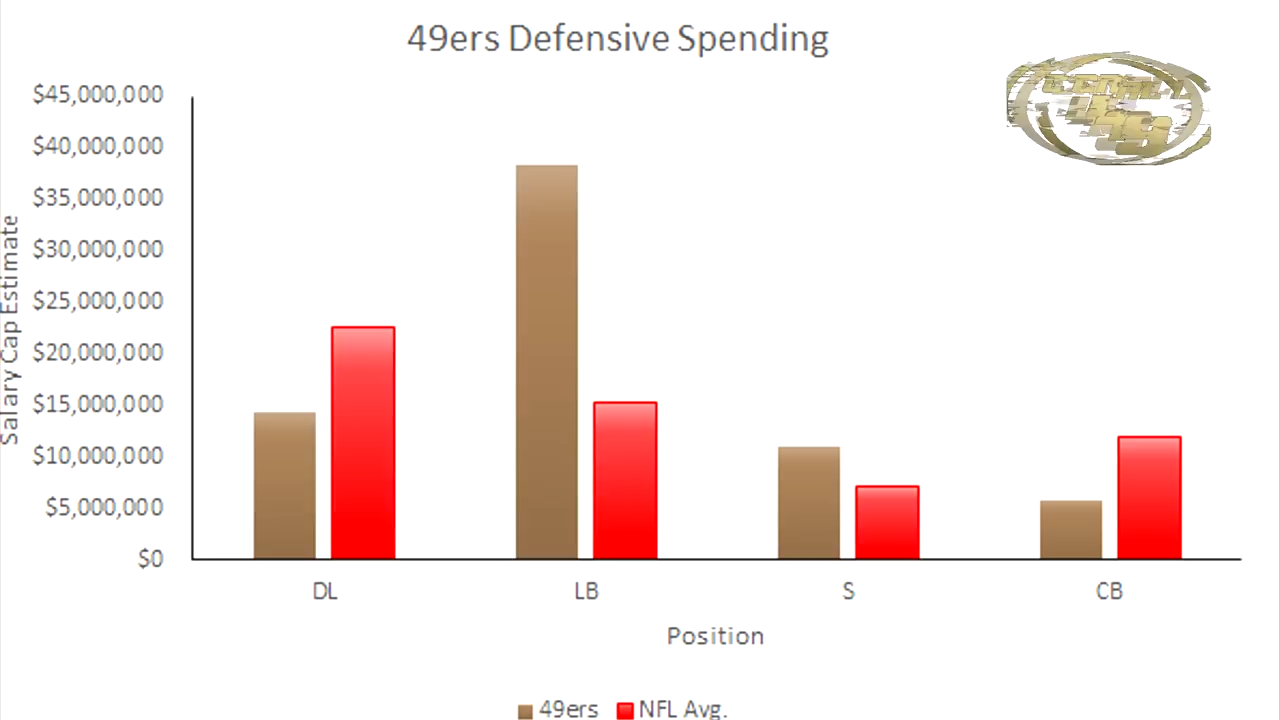 49ers Defensive Spending
$45,000,000
$40,000,000
$35,000,000
$30,000,000
$25,000,000
$20,000,000
$15,000,000
$10,000,000
$5,000,000
$0
Salary Cap Estimate
DL LB S CB
Position
49ers NFL Avg.